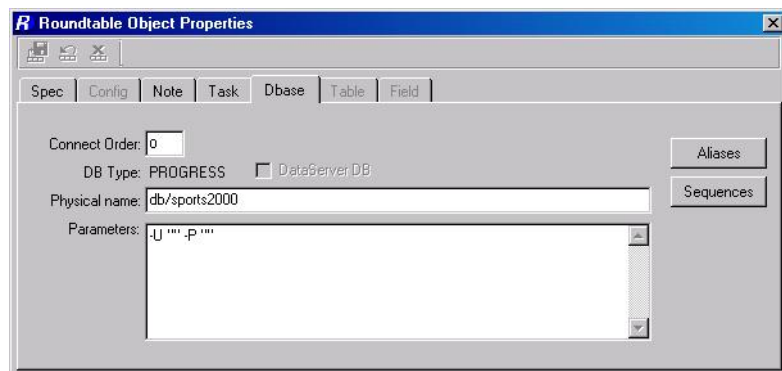 R Roundtable Object Properties
Spec Config Note Task Dbase Table Field
Connect Order: 0
Aliases
DB Type: PROGRESS DataServer DB
Physical name: db/sports2000
Sequences
Parameters: -U "" -P ""